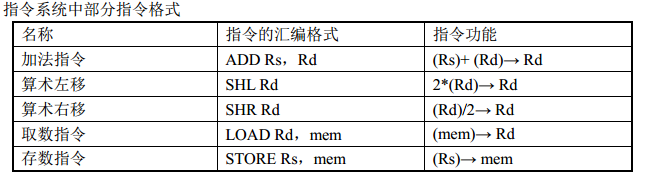 指令系统中部分指令格式
名称 指令的汇编格式 指令功能
加法指令 ADD Rs，Rd (Rs)+ (Rd)→ Rd
算术左移 SHL Rd 2*(Rd)→ Rd
算术右移 SHR Rd (Rd)/2→ Rd
取数指令 LOAD Rd，mem (mem)→ Rd
存数指令 STORE Rs，mem (Rs)→ mem